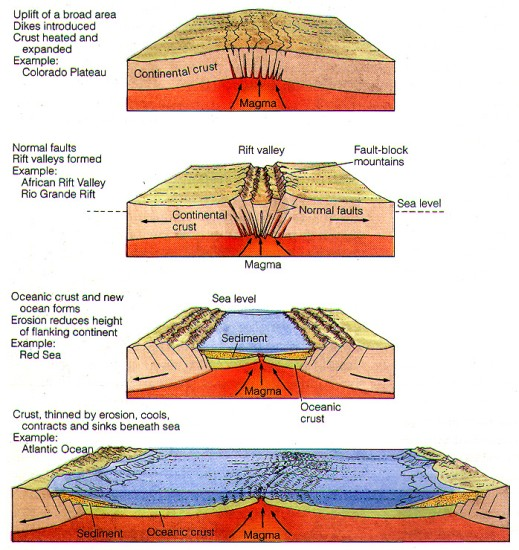 Uplift of a broad area
Dikes introduced
Crust heated and
expanded
Example:
Colorado Plateau
Continental crust
Magma
Normal faults
Rift valleys formed
Example:
African Rift Valley
Rio Grande Rift
Rift valley
Fault-block
mountains
Sea level
Continental
crust
Normal faults
Magma
Oceanic crust and new
ocean forms
Erosion reduces height
of flanking continent
Example:
Red Sea
Sea level
Sediment
Magma
Oceanic
crust
Crust, thinned by erosion, cools,
contracts and sinks beneath sea
Example:
Atlantic Ocean
Sediment
Oceanic crust
Magma